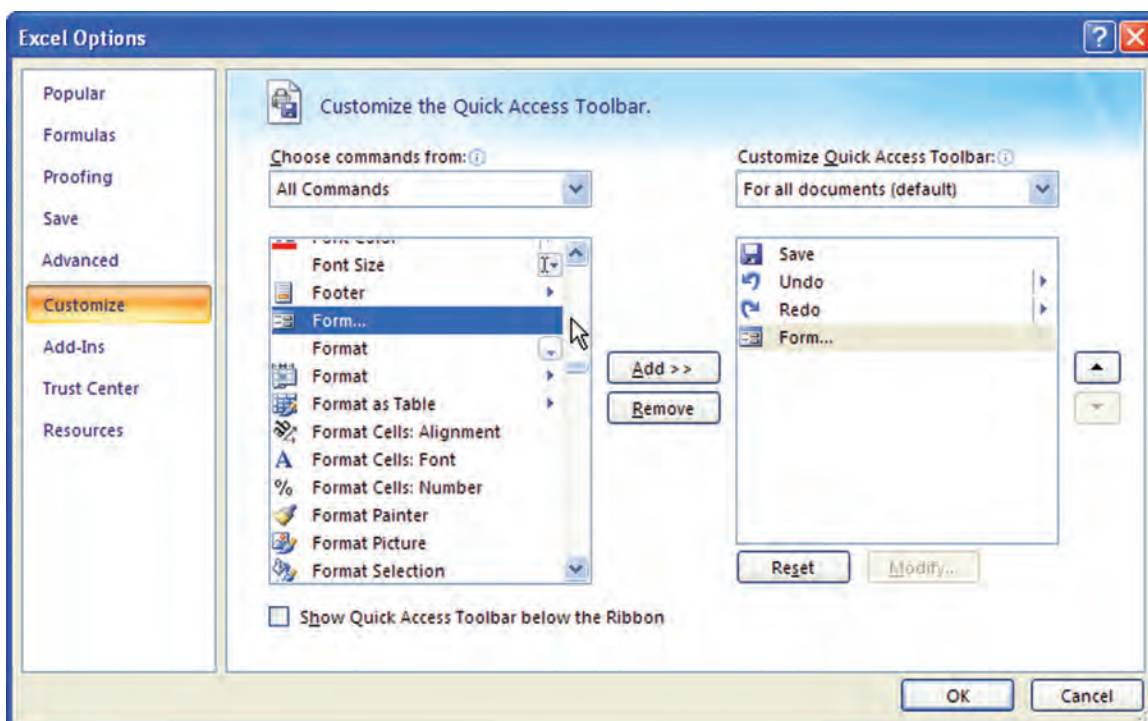 Excel Options
Popular
Formulas
Proofing
Save
Advanced
Customize
Add-Ins
Trust Center
Resources
Customize the Quick Access Toolbar.
Choose commands from:
All Commands
Font Color
Font Size
Footer
Form...
Format
Format
Format as Table
Format Cells: Alignment
Format Cells: Font
Format Cells: Number
Format Painter
Format Picture
Format Selection
Show Quick Access Toolbar below the Ribbon
Add >>
Remove
Customize Quick Access Toolbar:
For all documents (default)
Save
Undo
Redo
Form...
Reset
Modify...
OK
Cancel